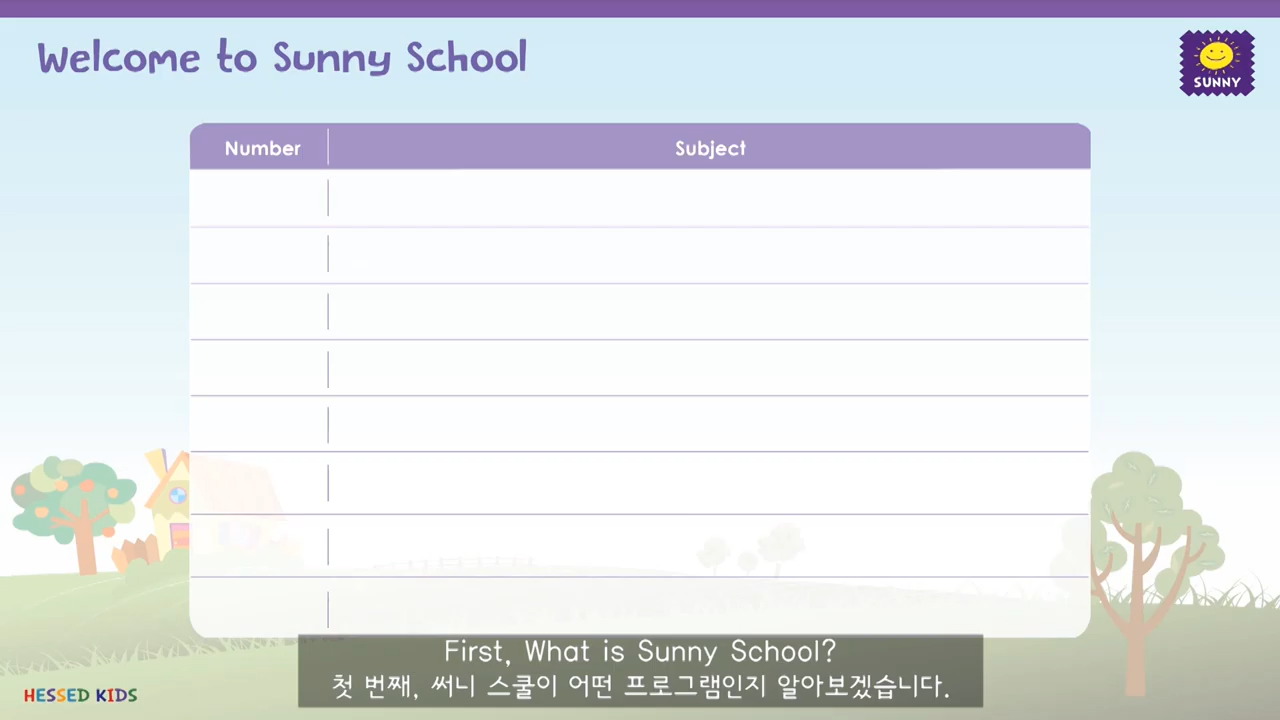 Welcome to Sunny School
SUNNY
Number Subject
First, What is Sunny School?
첫 번째, 써니 스쿨이 어떤 프로그램인지 알아보겠습니다.
HESSED KIDS